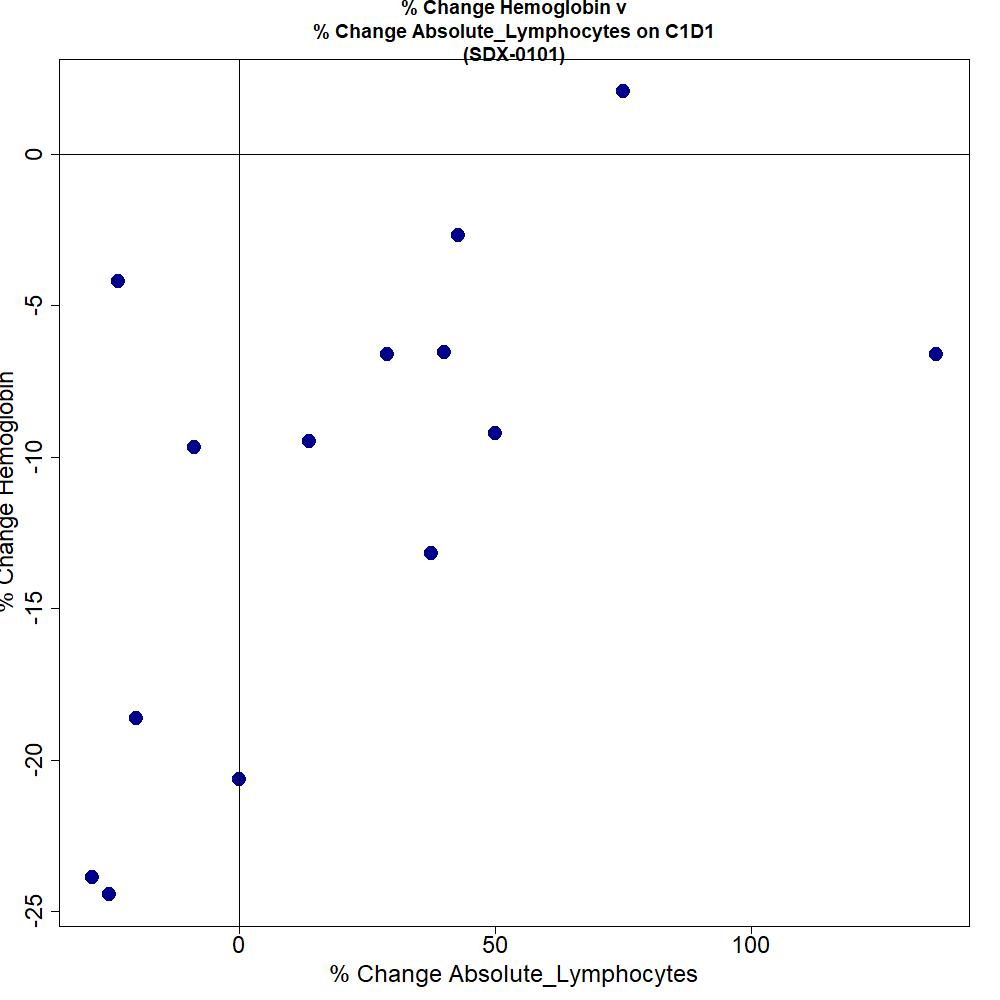 % Change Hemoglobin v
% Change Absolute_Lymphocytes on C1D1
(SDX-0101)
% Change Hemoglobin
0
-5
-10
-15
-20
-25
0
50
100
% Change Absolute_Lymphocytes